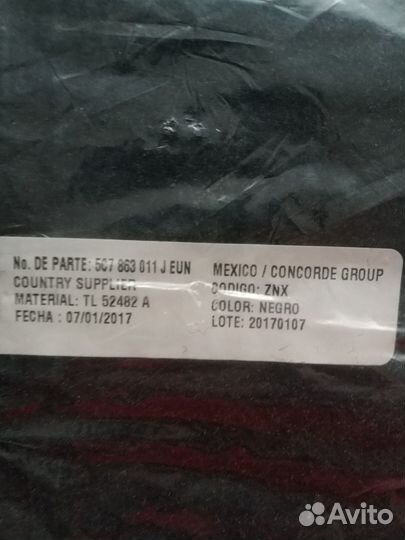 No. DE PARTE: 5C7 863 011 J EUN
COUNTRY SUPPLIER
MATERIAL: TL 52482 A
FECHA : 07/01/2017
MEXICO / CONCORDE GROUP
CODIGO: ZNX
COLOR: NEGRO
LOTE: 20170107
Avito